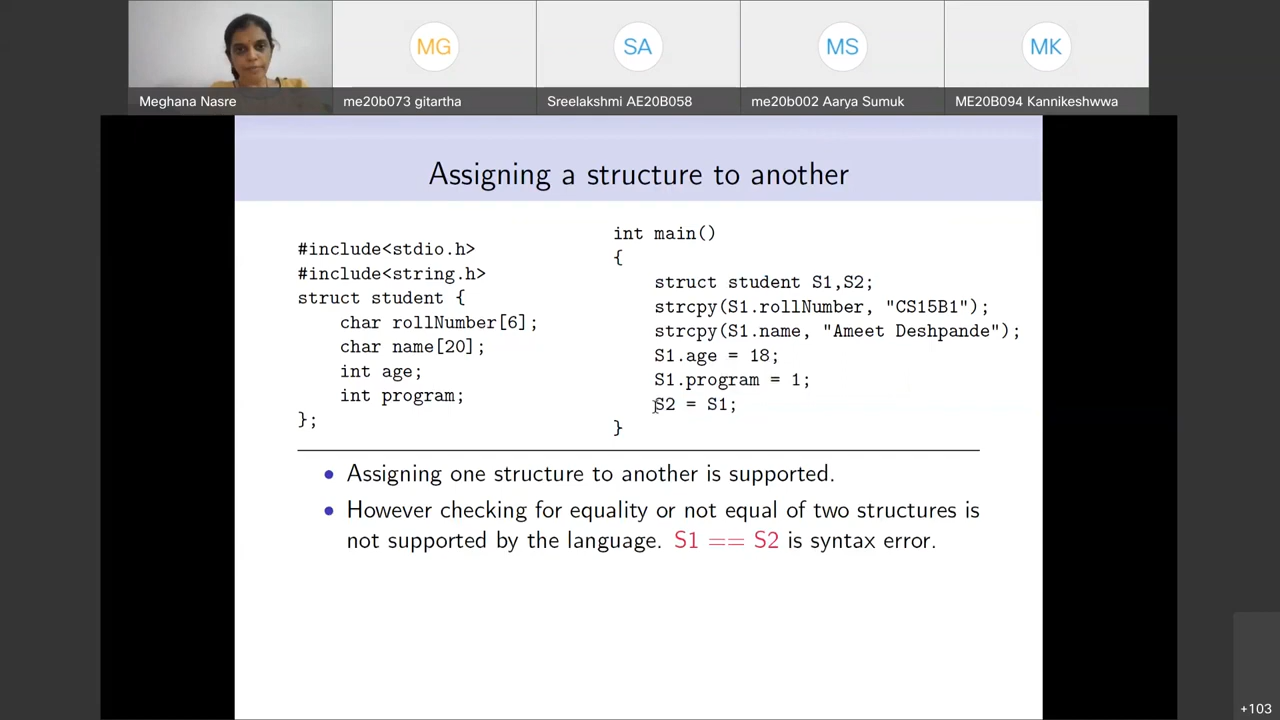 MG
SA
MS
MK
Meghana Nasre
me20b073 gitartha
Sreelakshmi AE20B058
me20b002 Aarya Sumuk
ME20B094 Kannikeshwwa
Assigning a structure to another
#include<stdio.h>
#include<string.h>
struct student {
char rollNumber[6];
char name[20];
int age;
int program;
};
int main()
{
struct student S1,S2;
strcpy(S1.rollNumber, "CS15B1");
strcpy(S1.name, "Ameet Deshpande");
S1.age = 18;
S1.program = 1;
S2 = S1;
}
• Assigning one structure to another is supported.
• However checking for equality or not equal of two structures is
not supported by the language. S1 == S2 is syntax error.
+103